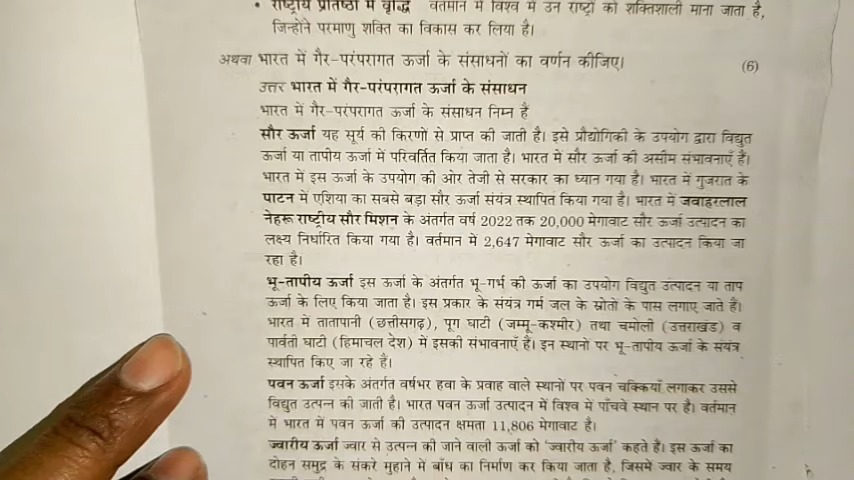 • राष्ट्रीय प्रतिष्ठा में वृद्धि वर्तमान में विश्व में उन राष्ट्रों को शक्तिशाली माना जाता है,
जिन्होंने परमाणु शक्ति का विकास कर लिया है।
अथवा भारत में गैर-परंपरागत ऊर्जा के संसाधनों का वर्णन कीजिए। (6)
उत्तर भारत में गैर-परंपरागत ऊर्जा के संसाधन
भारत में गैर-परंपरागत ऊर्जा के संसाधन निम्न हैं
सौर ऊर्जा यह सूर्य की किरणों से प्राप्त की जाती है। इसे प्रौद्योगिकी के उपयोग द्वारा विद्युत
ऊर्जा या तापीय ऊर्जा में परिवर्तित किया जाता है। भारत में सौर ऊर्जा की असीम संभावनाएँ हैं।
भारत में इस ऊर्जा के उपयोग की ओर तेजी से सरकार का ध्यान गया है। भारत में गुजरात के
पाटन में एशिया का सबसे बड़ा सौर ऊर्जा संयंत्र स्थापित किया गया है। भारत में जवाहरलाल
नेहरू राष्ट्रीय सौर मिशन के अंतर्गत वर्ष 2022 तक 20,000 मेगावाट सौर ऊर्जा उत्पादन का
लक्ष्य निर्धारित किया गया है। वर्तमान में 2,647 मेगावाट सौर ऊर्जा का उत्पादन किया जा
रहा है।
भू-तापीय ऊर्जा इस ऊर्जा के अंतर्गत भू-गर्भ की ऊर्जा का उपयोग विद्युत उत्पादन या ताप
ऊर्जा के लिए किया जाता है। इस प्रकार के संयंत्र गर्म जल के स्रोतों के पास लगाए जाते हैं।
भारत में तातापानी (छत्तीसगढ़), पूग घाटी (जम्मू-कश्मीर) तथा चमोली (उत्तराखंड) व
पार्वती घाटी (हिमाचल देश) में इसकी संभावनाएँ हैं। इन स्थानों पर भू-तापीय ऊर्जा के संयंत्र
स्थापित किए जा रहे हैं।
पवन ऊर्जा इसके अंतर्गत वर्षभर हवा के प्रवाह वाले स्थानों पर पवन चक्कियाँ लगाकर उससे
विद्युत उत्पन्न की जाती है। भारत पवन ऊर्जा उत्पादन में विश्व में पाँचवे स्थान पर है। वर्तमान
में भारत में पवन ऊर्जा की उत्पादन क्षमता 11,806 मेगावाट है।
ज्वारीय ऊर्जा ज्वार से उत्पन्न की जाने वाली ऊर्जा को 'ज्वारीय ऊर्जा' कहते हैं। इस ऊर्जा का
दोहन समुद्र के संकरे मुहाने में बाँध का निर्माण कर किया जाता है, जिसमें ज्वार के समय